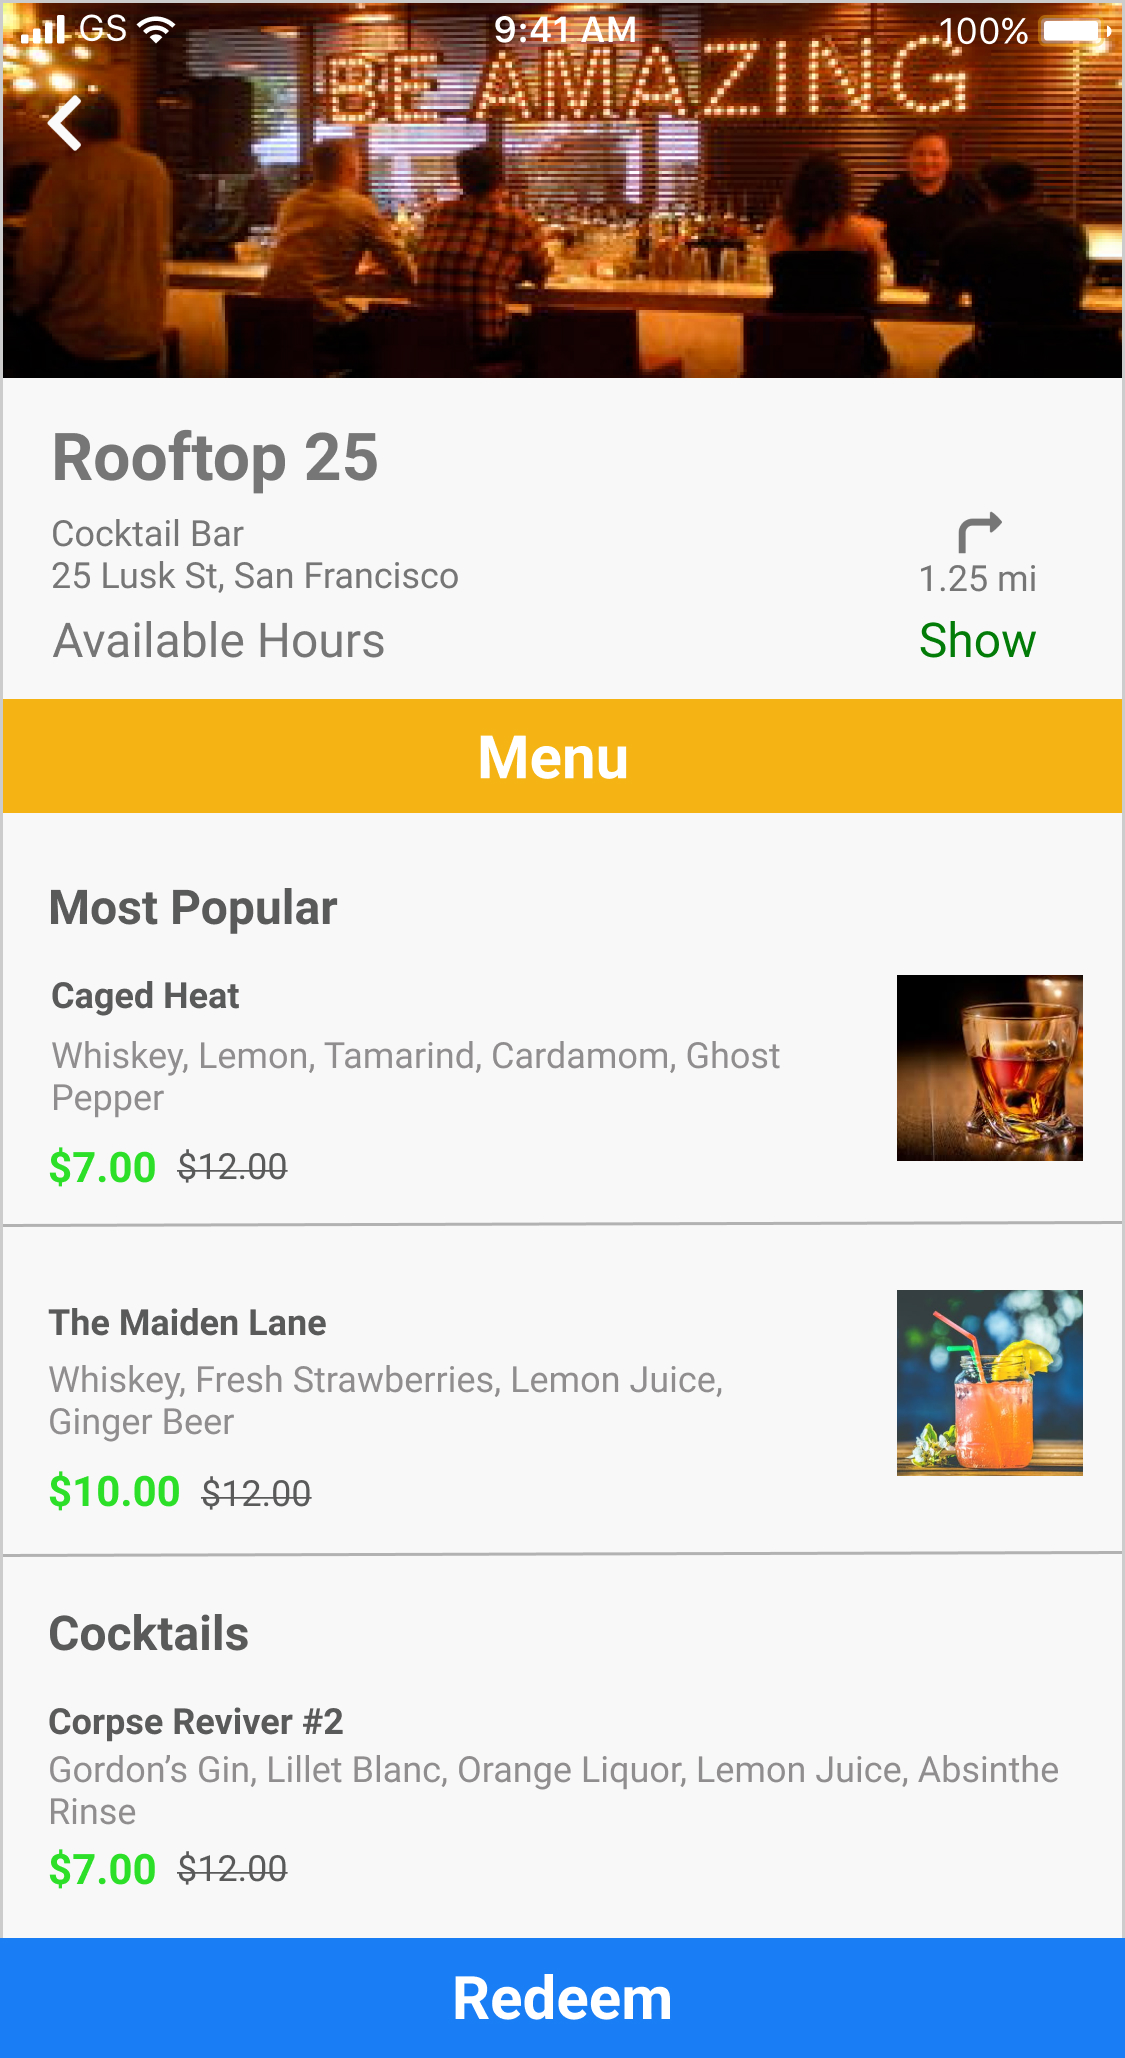 GS 9:41 AM 100%
BE AMAZING
Rooftop 25
Cocktail Bar
25 Lusk St, San Francisco
1.25 mi
Available Hours Show
Menu
Most Popular
Caged Heat
Whiskey, Lemon, Tamarind, Cardamom, Ghost
Pepper
$7.00 $12.00
The Maiden Lane
Whiskey, Fresh Strawberries, Lemon Juice,
Ginger Beer
$10.00 $12.00
Cocktails
Corpse Reviver #2
Gordon’s Gin, Lillet Blanc, Orange Liquor, Lemon Juice, Absinthe
Rinse
$7.00 $12.00
Redeem